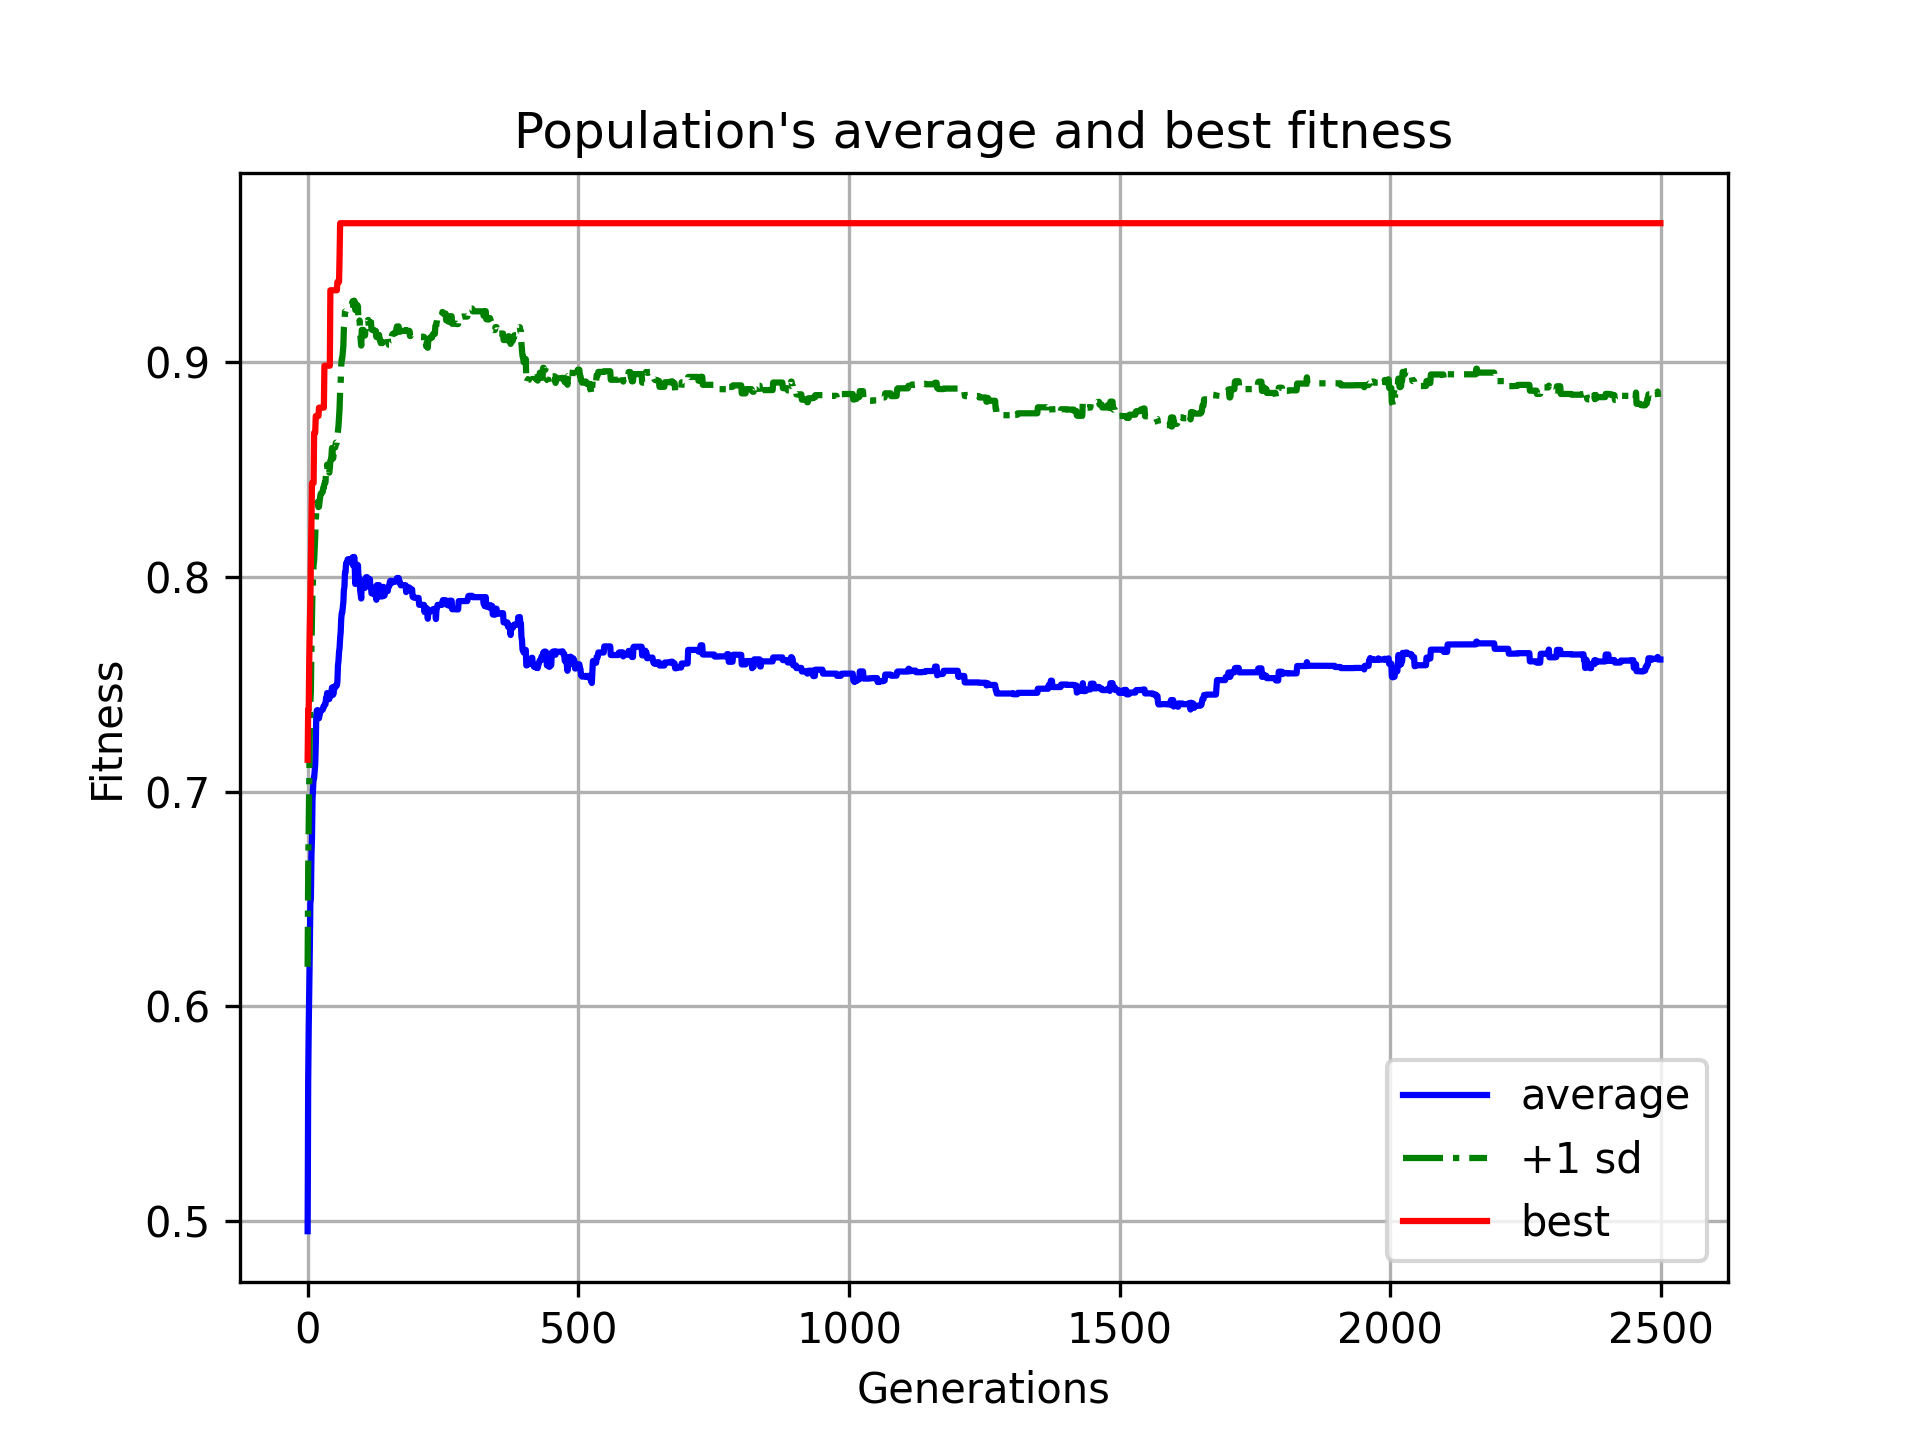 Population's average and best fitness
Fitness
0.9
0.8
0.7
0.6
0.5
0 500 1000 1500 2000 2500
Generations
average
+1 sd
best